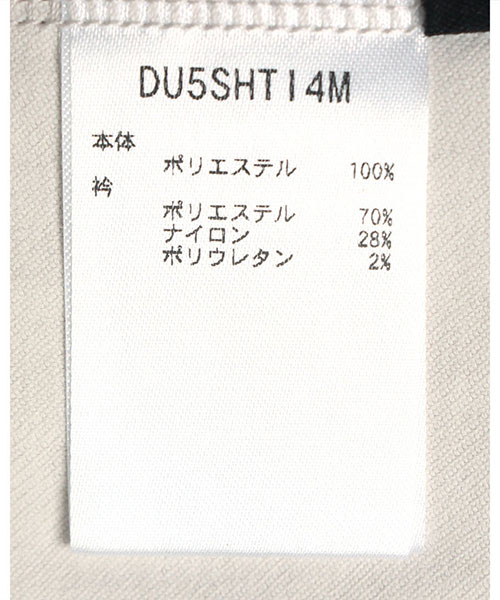 DU5SHTI4M
本体
ポリエステル 100%
衿
ポリエステル 70%
ナイロン 28%
ポリウレタン 2%